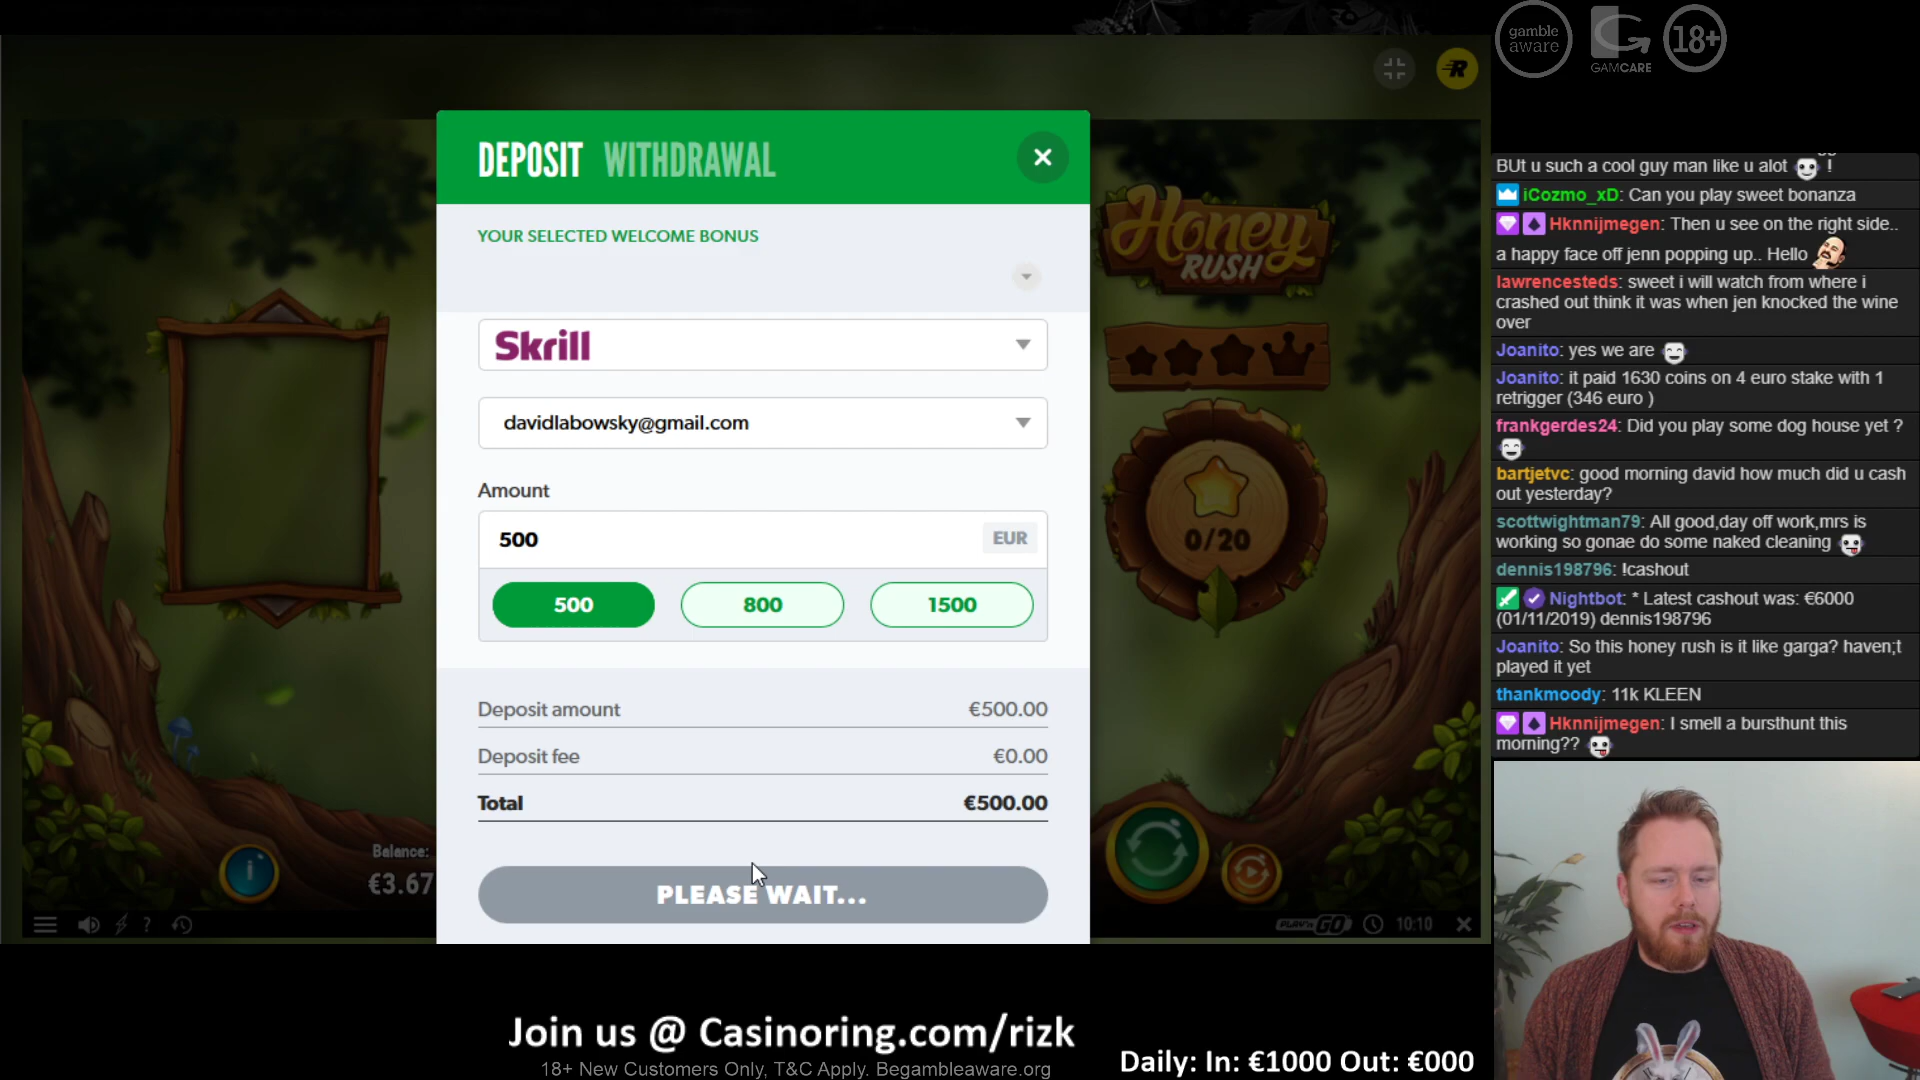 gamble
aware
GAMCARE
18+
R
DEPOSIT WITHDRAWAL
YOUR SELECTED WELCOME BONUS
Skrill
davidlabowsky@gmail.com
Amount
500 EUR
500 800 1500
Deposit amount €500.00
Deposit fee €0.00
Total €500.00
PLEASE WAIT...
Balance:
€3.67
?
Honey
RUSH
0/20
PLAY'N GO 10:10
BUt u such a cool guy man like u alot !
iCozmo_xD: Can you play sweet bonanza
Hknnijmegen: Then u see on the right side..
a happy face off jenn popping up.. Hello
lawrencesteds: sweet i will watch from where i
crashed out think it was when jen knocked the wine
over
Joanito: yes we are
Joanito: it paid 1630 coins on 4 euro stake with 1
retrigger (346 euro )
frankgerdes24: Did you play some dog house yet ?
bartjetvc: good morning david how much did u cash
out yesterday?
scottwightman79: All good,day off work,mrs is
working so gonae do some naked cleaning
dennis198796: !cashout
Nightbot: * Latest cashout was: €6000
(01/11/2019) dennis198796
Joanito: So this honey rush is it like garga? haven;t
played it yet
thankmoody: 11k KLEEN
Hknnijmegen: I smell a bursthunt this
morning??
Join us @ Casinoring.com/rizk
18+ New Customers Only, T&C Apply. Begambleaware.org
Daily: In: €1000 Out: €000